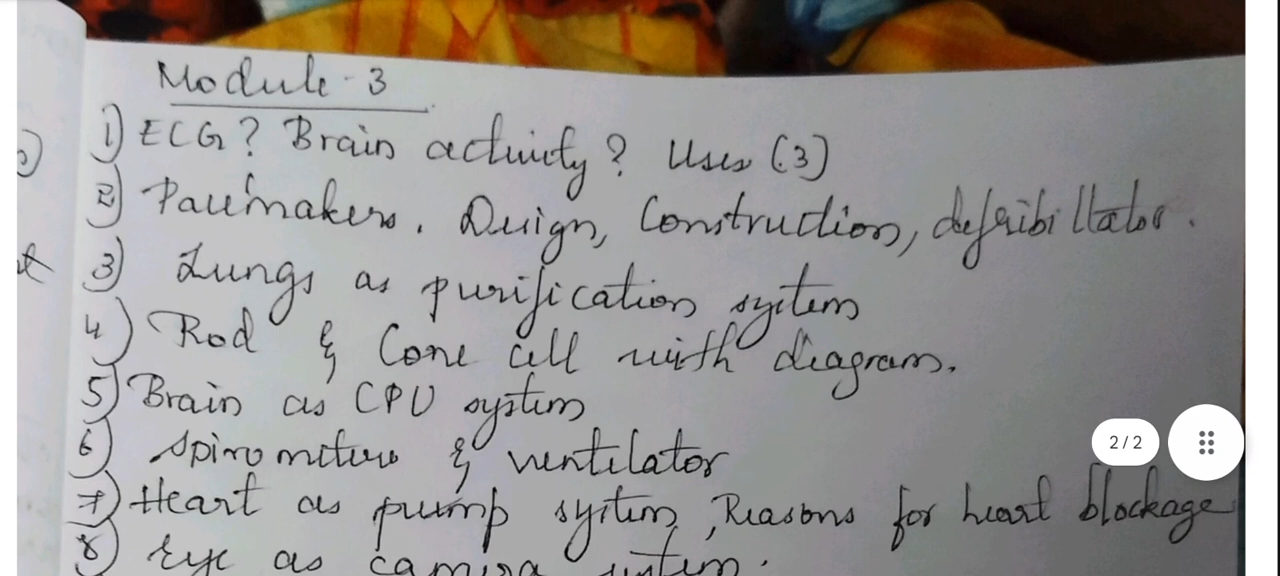 Module - 3
1) ECG? Brain activity? Uses (3)
2) Pacemakers. Design, Construction, defribillator.
3) Lungs as purification system
4) Rod & Cone cell with diagram.
5) Brain as CPU system
6) Spirometers & ventilator
2/2
7) Heart as pump system, Reasons for heart blockage
8) Eye as camera system.